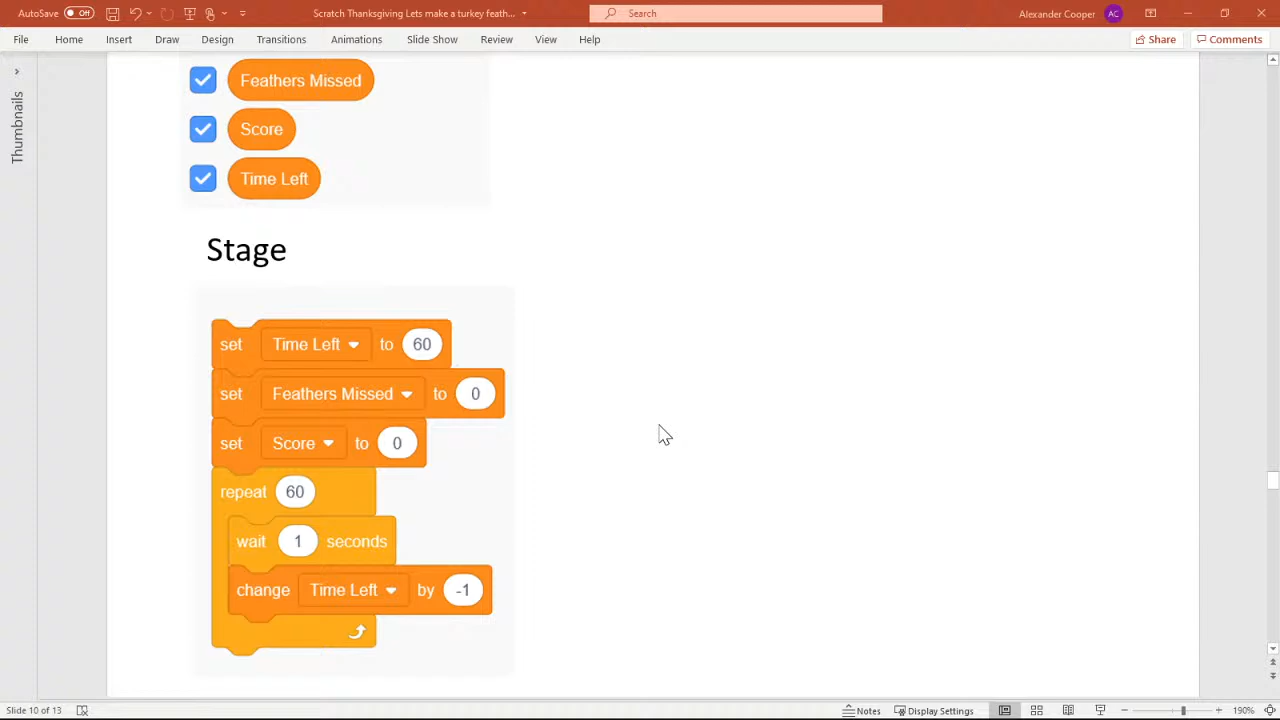 AutoSave Off Scratch Thanksgiving Lets make a turkey feath... Search Alexander Cooper AC
File Home Insert Draw Design Transitions Animations Slide Show Review View Help Share Comments
Thumbnails
Feathers Missed
Score
Time Left
Stage
set Time Left to 60
set Feathers Missed to 0
set Score to 0
repeat 60
wait 1 seconds
change Time Left by -1
Slide 10 of 13 Notes Display Settings 190%